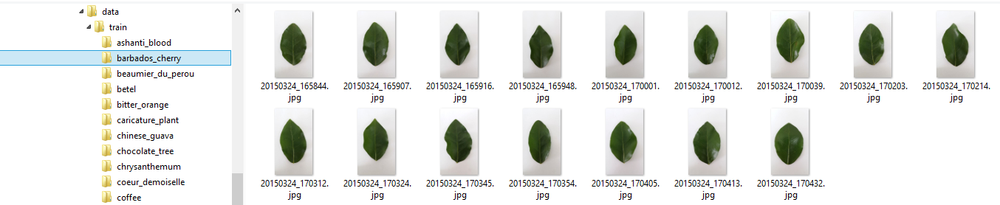 data
train
ashanti_blood
barbados_cherry
beaumier_du_perou
betel
bitter_orange
caricature_plant
chinese_guava
chocolate_tree
chrysanthemum
coeur_demoiselle
coffee
20150324_165844.
jpg
20150324_165907.
jpg
20150324_165916.
jpg
20150324_165948.
jpg
20150324_170001.
jpg
20150324_170012.
jpg
20150324_170039.
jpg
20150324_170203.
jpg
20150324_170214.
jpg
20150324_170312.
jpg
20150324_170324.
jpg
20150324_170345.
jpg
20150324_170354.
jpg
20150324_170405.
jpg
20150324_170413.
jpg
20150324_170432.
jpg